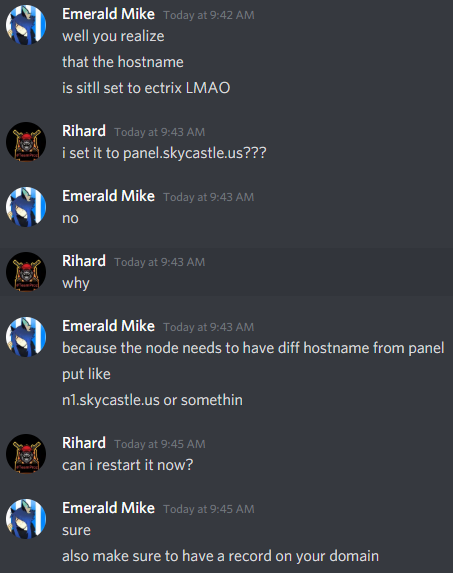 Emerald Mike Today at 9:42 AM
well you realize
that the hostname
is sitll set to ectrix LMAO
Rihard Today at 9:43 AM
i set it to panel.skycastle.us???
Emerald Mike Today at 9:43 AM
no
Rihard Today at 9:43 AM
why
Emerald Mike Today at 9:43 AM
because the node needs to have diff hostname from panel
put like
n1.skycastle.us or somethin
Rihard Today at 9:45 AM
can i restart it now?
Emerald Mike Today at 9:45 AM
sure
also make sure to have a record on your domain